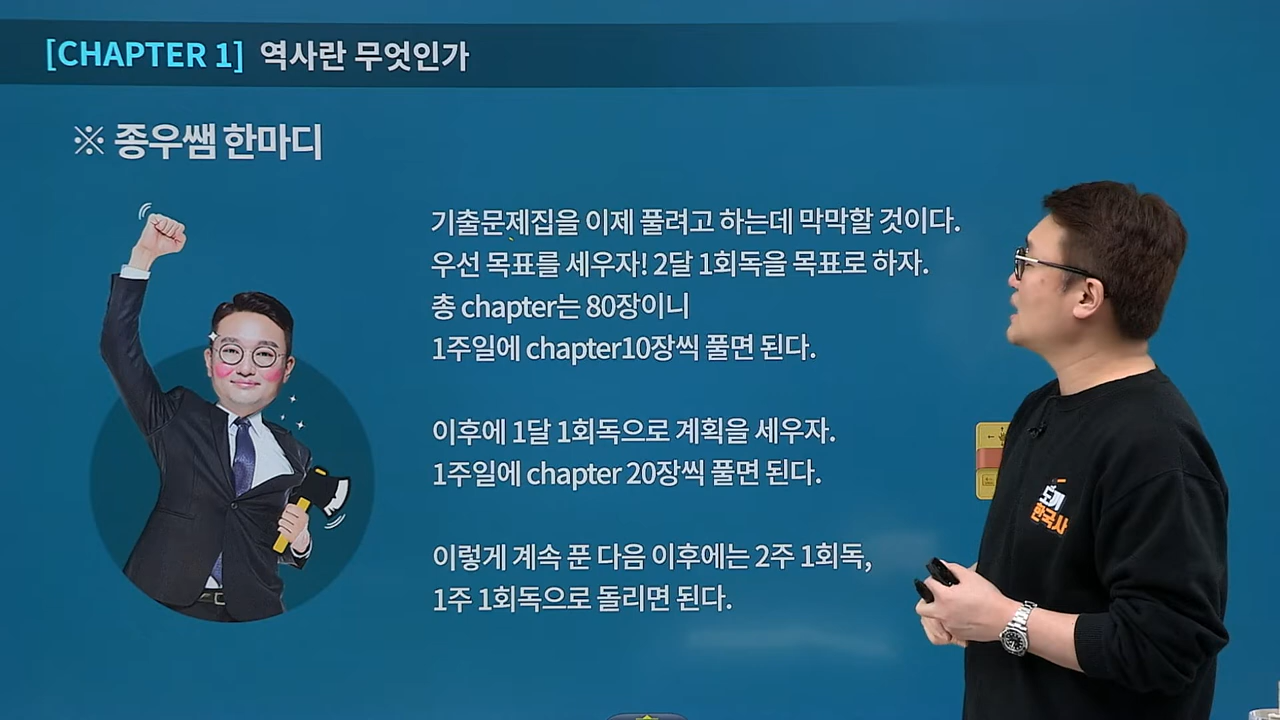 [CHAPTER 1] 역사란 무엇인가
※ 종우쌤 한마디
기출문제집을 이제 풀려고 하는데 막막할 것이다.
우선 목표를 세우자! 2달 1회독을 목표로 하자.
총 chapter는 80장이니
1주일에 chapter10장씩 풀면 된다.
이후에 1달 1회독으로 계획을 세우자.
1주일에 chapter 20장씩 풀면 된다.
이렇게 계속 푼 다음 이후에는 2주 1회독,
1주 1회독으로 돌리면 된다.
도끼
한국사